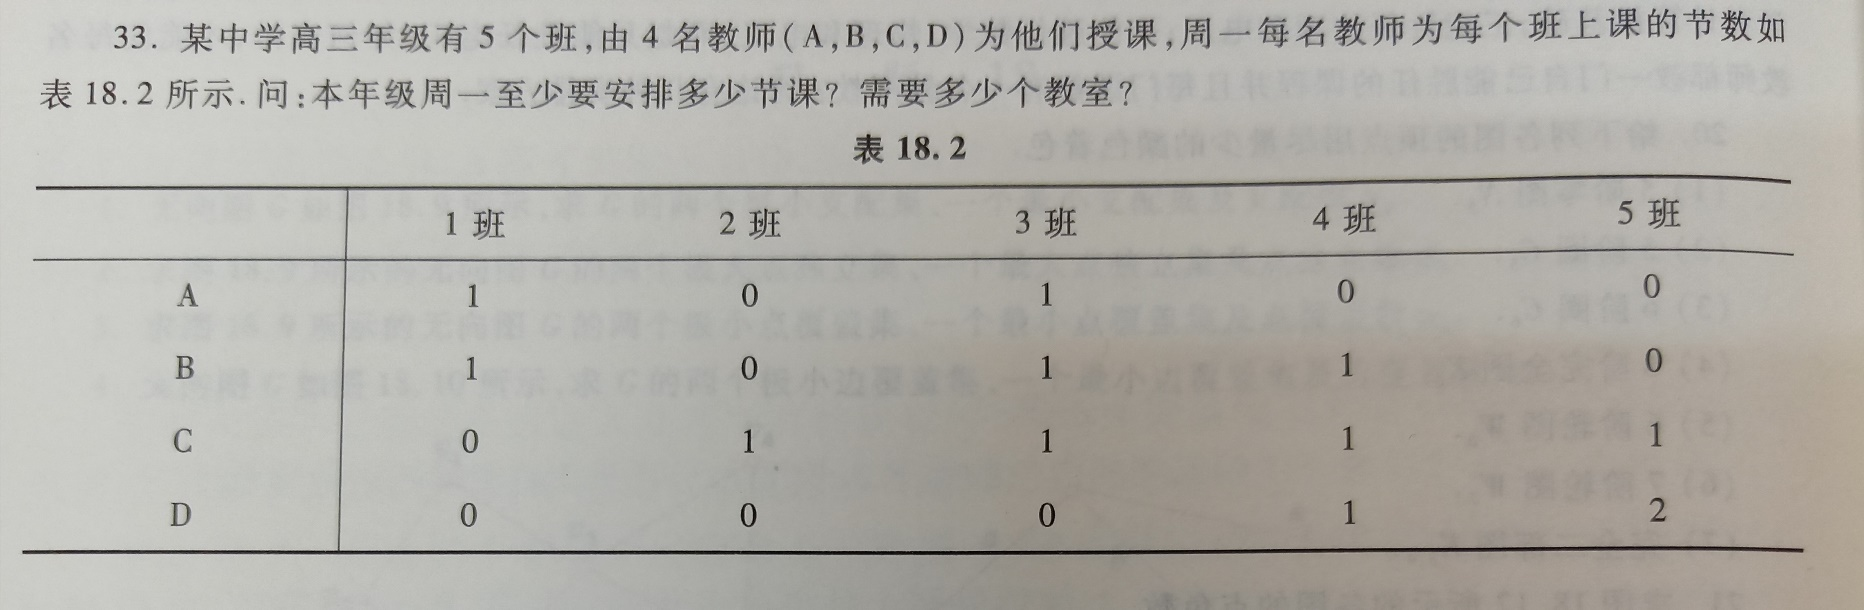 33. 某中学高三年级有 5 个班,由 4 名教师(A,B,C,D)为他们授课,周一每名教师为每个班上课的节数如
表 18.2 所示. 问:本年级周一至少要安排多少节课? 需要多少个教室?
表 18.2
1 班 2 班 3 班 4 班 5 班
A 1 0 1 0 0
B 1 0 1 1 0
C 0 1 1 1 1
D 0 0 0 1 2